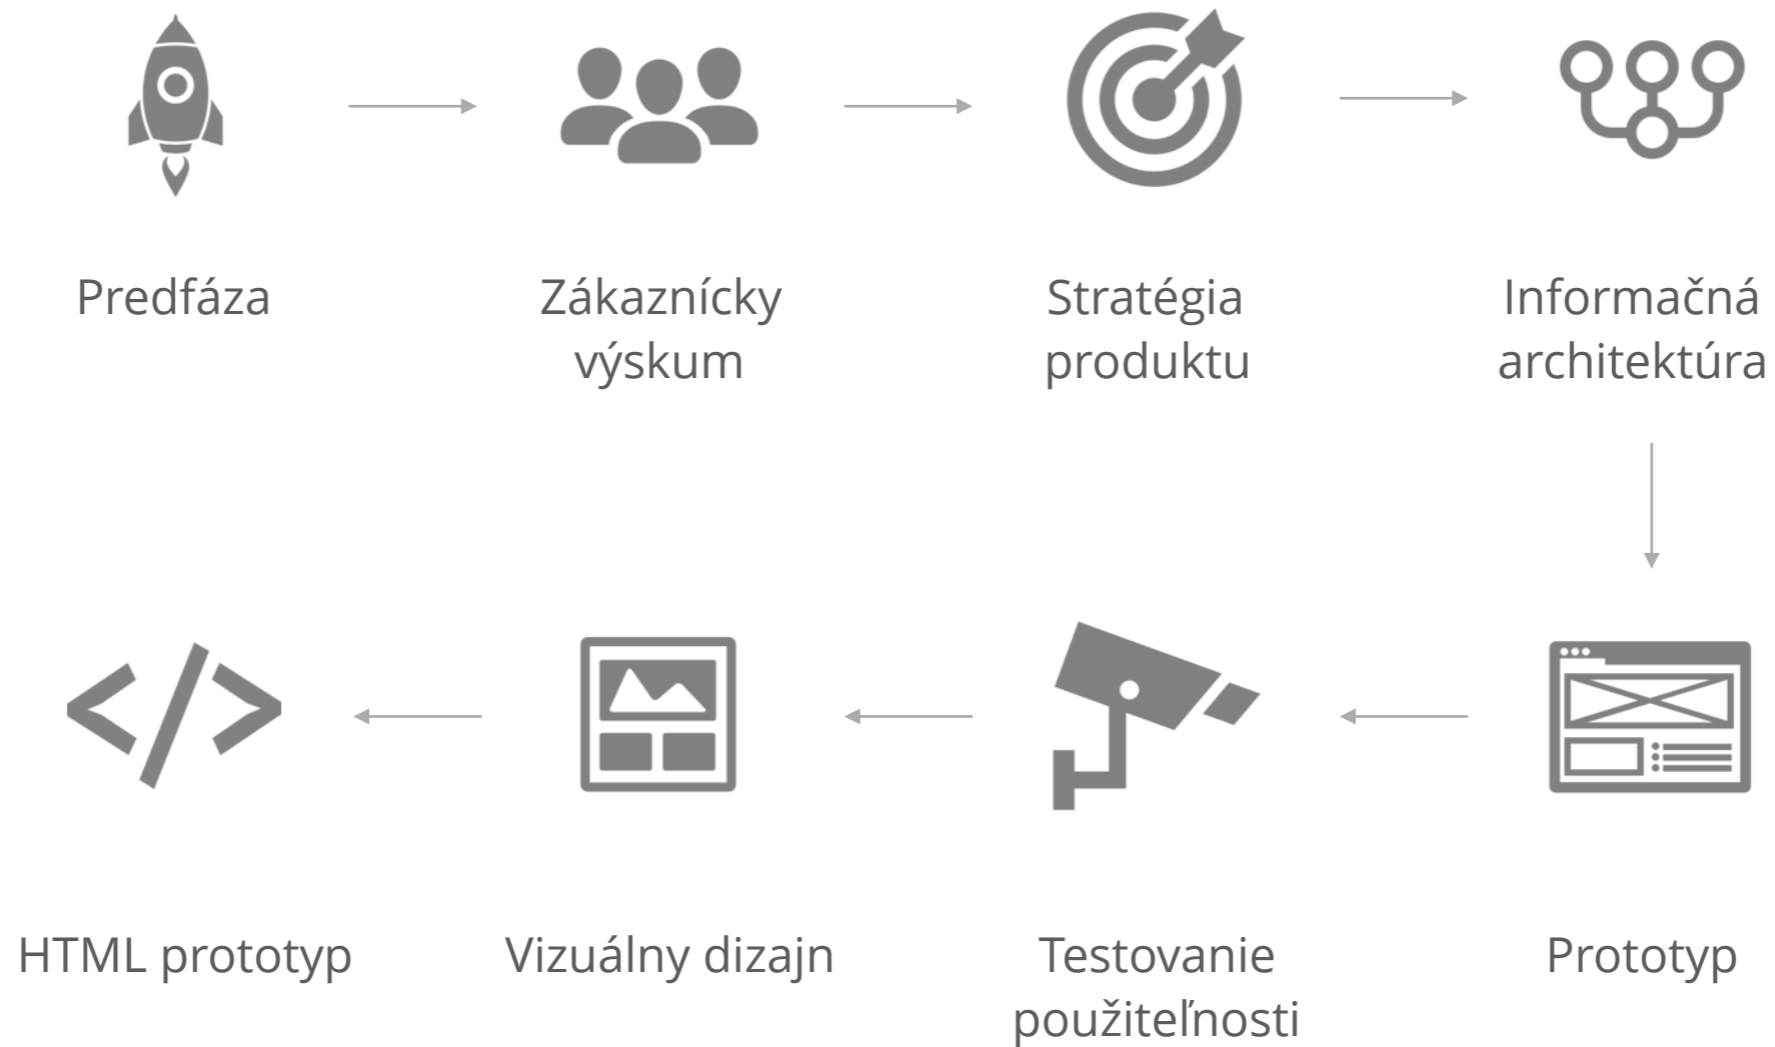 Predfáza
Zákaznícky
výskum
Stratégia
produktu
Informačná
architektúra
HTML prototyp
Vizuálny dizajn
Testovanie
použiteľnosti
Prototyp